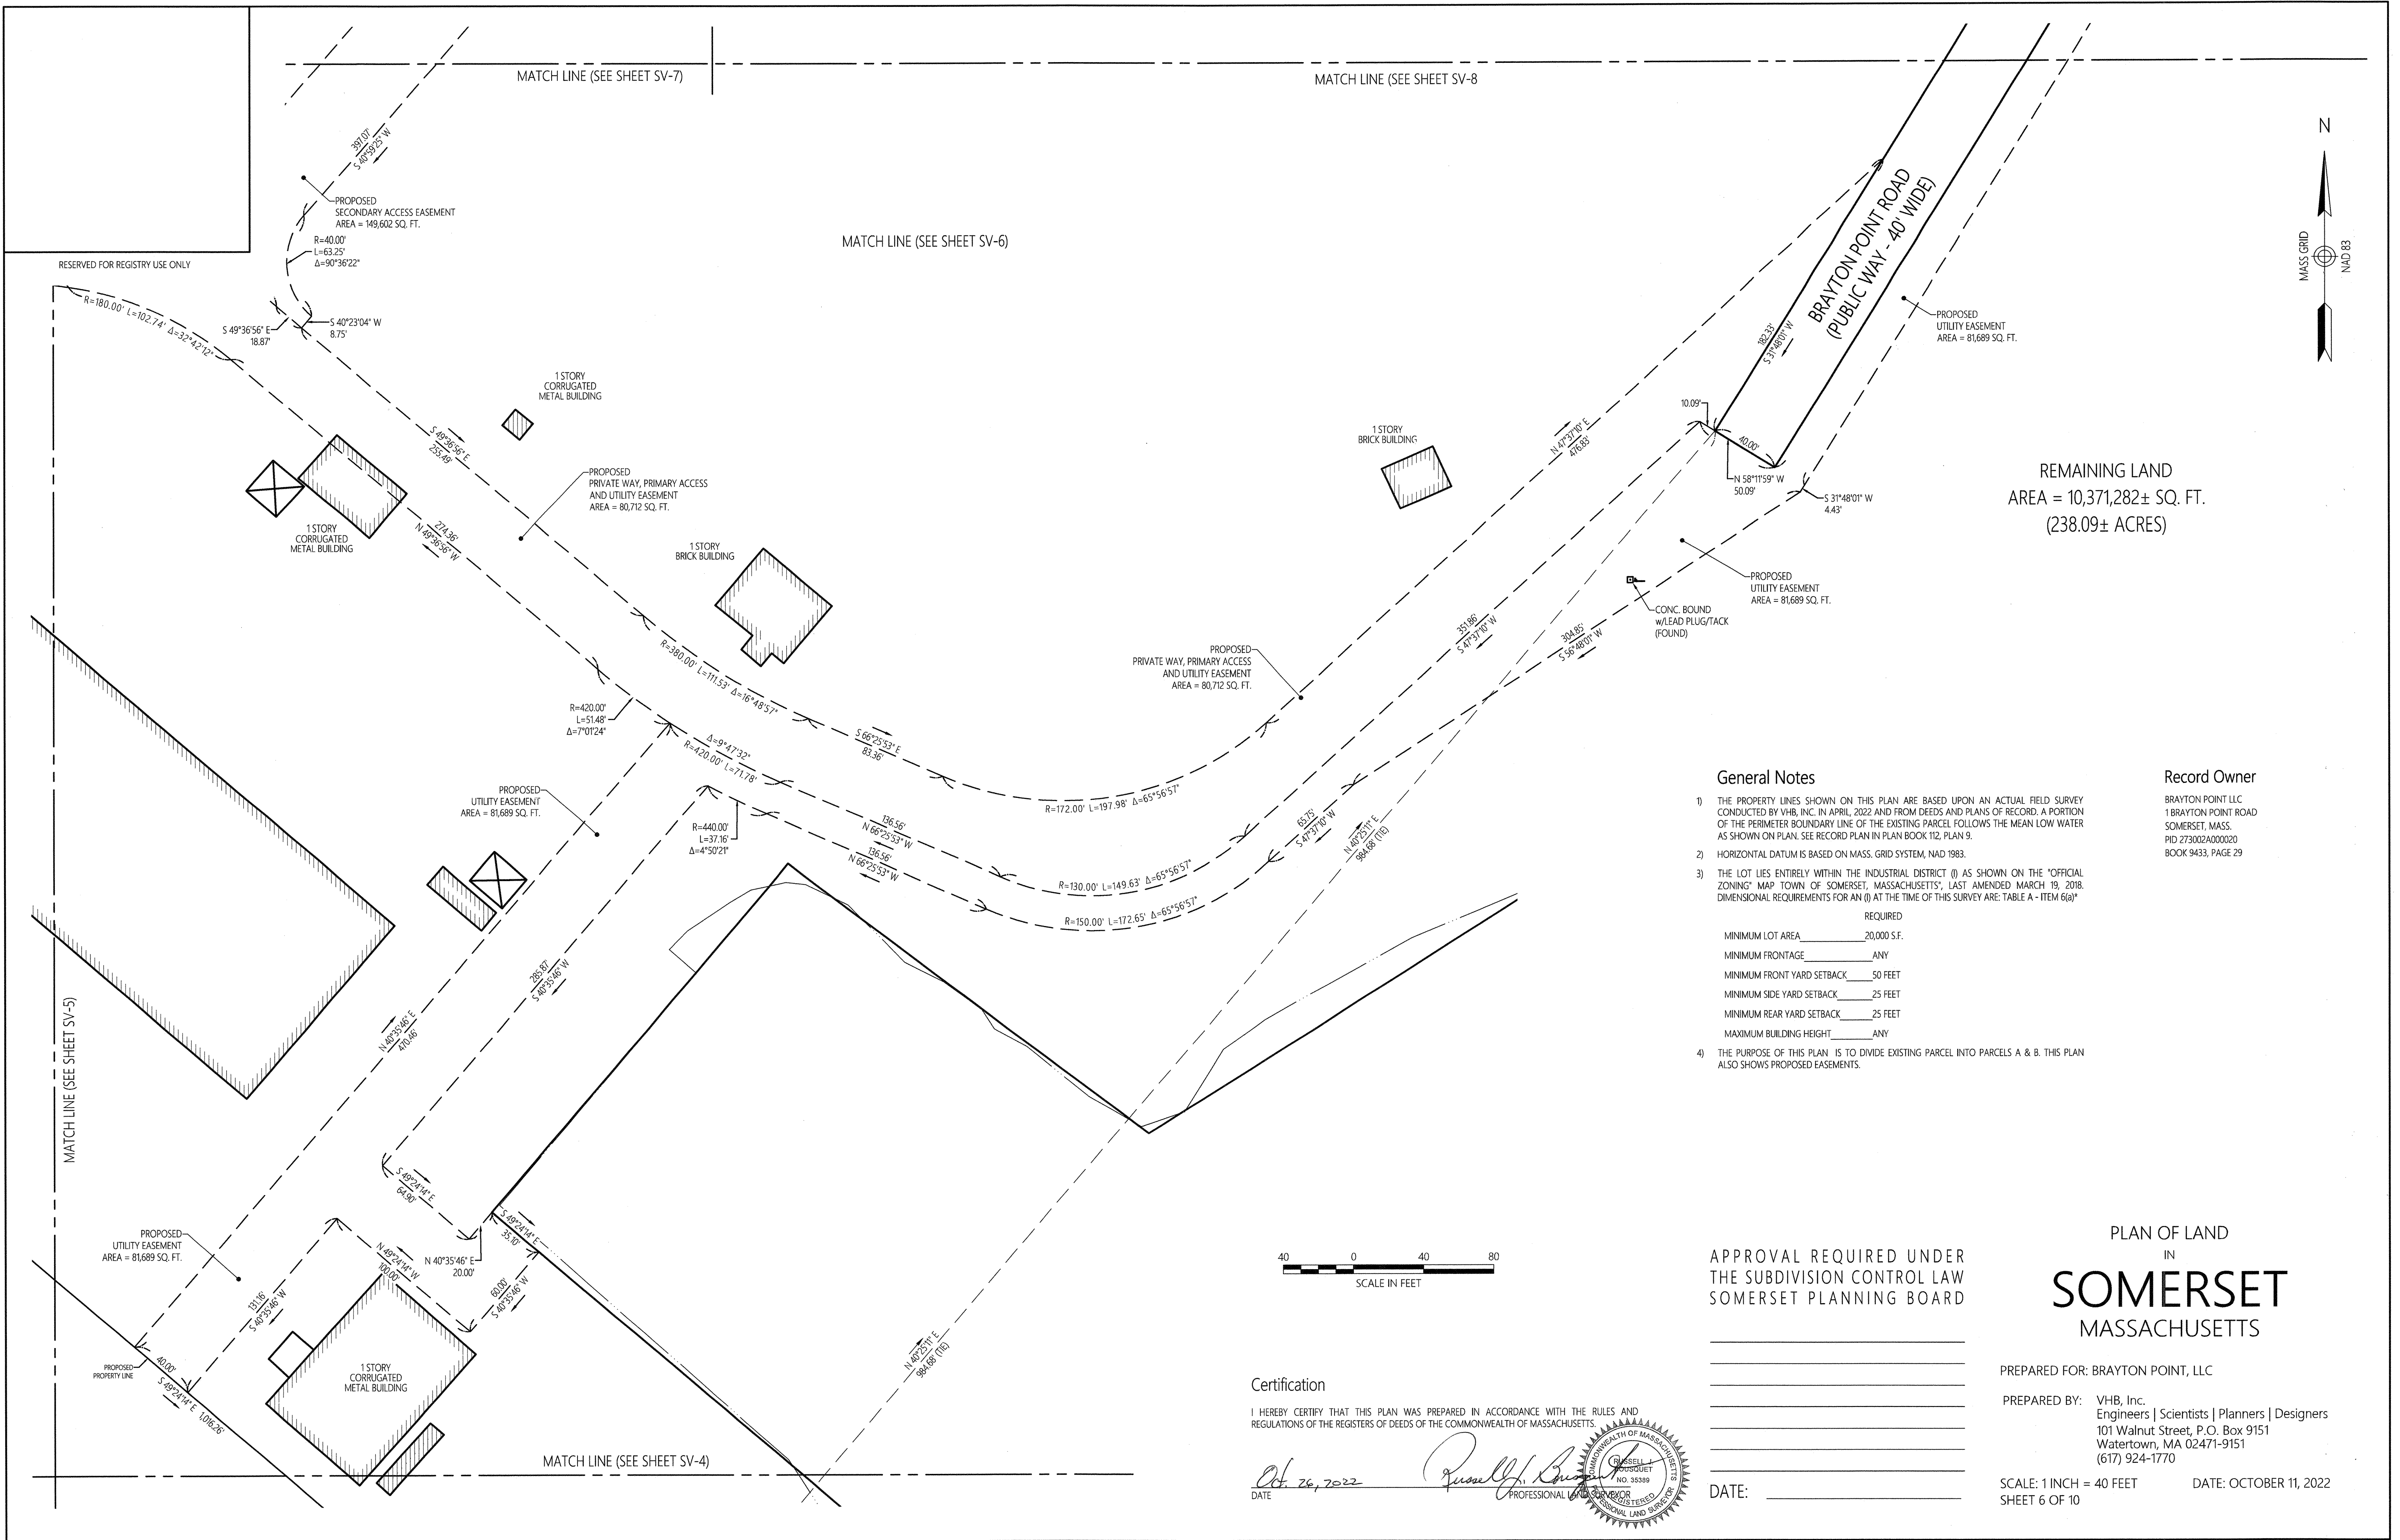 MATCH LINE (SEE SHEET SV-7)
MATCH LINE (SEE SHEET SV-8
MATCH LINE (SEE SHEET SV-6)
RESERVED FOR REGISTRY USE ONLY
397.07'
S 40°59'25" W
PROPOSED
SECONDARY ACCESS EASEMENT
AREA = 149,602 SQ. FT.
R=40.00'
L=63.25'
Δ=90°36'22"
R=180.00' L=102.74' Δ=32°42'12"
S 49°36'56" E
18.87'
S 40°23'04" W
8.75'
1 STORY
CORRUGATED
METAL BUILDING
S 49°36'56" E
255.49'
PROPOSED
PRIVATE WAY, PRIMARY ACCESS
AND UTILITY EASEMENT
AREA = 80,712 SQ. FT.
1 STORY
CORRUGATED
METAL BUILDING
274.36'
N 49°36'56" W
1 STORY
BRICK BUILDING
1 STORY
BRICK BUILDING
BRAYTON POINT ROAD
(PUBLIC WAY - 40' WIDE)
182.33'
S 31°48'01" W
PROPOSED
UTILITY EASEMENT
AREA = 81,689 SQ. FT.
N
MASS GRID
NAD 83
10.09'
40.00'
N 58°11'59" W
50.09'
S 31°48'01" W
4.43'
N 47°37'10" E
476.83'
REMAINING LAND
AREA = 10,371,282± SQ. FT.
(238.09± ACRES)
PROPOSED
UTILITY EASEMENT
AREA = 81,689 SQ. FT.
CONC. BOUND
w/LEAD PLUG/TACK
(FOUND)
351.86'
S 47°37'10" W
304.85'
S 56°48'01" W
PROPOSED
PRIVATE WAY, PRIMARY ACCESS
AND UTILITY EASEMENT
AREA = 80,712 SQ. FT.
R=380.00' L=111.53' Δ=16°48'57"
R=420.00'
L=51.48'
Δ=7°01'24"
Δ=9°47'32"
R=420.00' L=71.78'
S 66°25'53" E
83.36'
R=172.00' L=197.98' Δ=65°56'57"
PROPOSED
UTILITY EASEMENT
AREA = 81,689 SQ. FT.
R=440.00'
L=37.16'
Δ=4°50'21"
136.56'
N 66°25'53" W
136.56'
N 66°25'53" W
R=130.00' L=149.63' Δ=65°56'57"
R=150.00' L=172.65' Δ=65°56'57"
65.75'
S 47°37'10" W
N 40°25'11" E
984.68' (TIE)
285.87'
S 40°35'46" W
N 40°35'46" E
470.46'
MATCH LINE (SEE SHEET SV-5)
S 49°24'14" E
64.90'
S 49°24'14" E
35.10'
N 40°35'46" E
20.00'
PROPOSED
UTILITY EASEMENT
AREA = 81,689 SQ. FT.
N 49°24'14" W
100.00'
60.00'
S 40°35'46" W
131.16'
S 40°35'46" W
PROPOSED
PROPERTY LINE
40.00'
S 49°24'14" E 1,016.26'
1 STORY
CORRUGATED
METAL BUILDING
N 40°25'11" E
984.68' (TIE)
MATCH LINE (SEE SHEET SV-4)
General Notes
1) THE PROPERTY LINES SHOWN ON THIS PLAN ARE BASED UPON AN ACTUAL FIELD SURVEY
CONDUCTED BY VHB, INC. IN APRIL, 2022 AND FROM DEEDS AND PLANS OF RECORD. A PORTION
OF THE PERIMETER BOUNDARY LINE OF THE EXISTING PARCEL FOLLOWS THE MEAN LOW WATER
AS SHOWN ON PLAN. SEE RECORD PLAN IN PLAN BOOK 112, PLAN 9.
2) HORIZONTAL DATUM IS BASED ON MASS. GRID SYSTEM, NAD 1983.
3) THE LOT LIES ENTIRELY WITHIN THE INDUSTRIAL DISTRICT (I) AS SHOWN ON THE "OFFICIAL
ZONING" MAP TOWN OF SOMERSET, MASSACHUSETTS", LAST AMENDED MARCH 19, 2018.
DIMENSIONAL REQUIREMENTS FOR AN (I) AT THE TIME OF THIS SURVEY ARE: TABLE A - ITEM 6(a)*
REQUIRED
MINIMUM LOT AREA 20,000 S.F.
MINIMUM FRONTAGE ANY
MINIMUM FRONT YARD SETBACK 50 FEET
MINIMUM SIDE YARD SETBACK 25 FEET
MINIMUM REAR YARD SETBACK 25 FEET
MAXIMUM BUILDING HEIGHT ANY
4) THE PURPOSE OF THIS PLAN IS TO DIVIDE EXISTING PARCEL INTO PARCELS A & B. THIS PLAN
ALSO SHOWS PROPOSED EASEMENTS.
Record Owner
BRAYTON POINT LLC
1 BRAYTON POINT ROAD
SOMERSET, MASS.
PID 273002A000020
BOOK 9433, PAGE 29
40 0 40 80
SCALE IN FEET
Certification
I HEREBY CERTIFY THAT THIS PLAN WAS PREPARED IN ACCORDANCE WITH THE RULES AND
REGULATIONS OF THE REGISTERS OF DEEDS OF THE COMMONWEALTH OF MASSACHUSETTS.
Oct. 26, 2022
Russell J. Bousquet
DATE
PROFESSIONAL LAND SURVEYOR
COMMONWEALTH OF MASSACHUSETTS
RUSSELL J.
BOUSQUET
NO. 35389
REGISTERED
PROFESSIONAL LAND SURVEYOR
APPROVAL REQUIRED UNDER
THE SUBDIVISION CONTROL LAW
SOMERSET PLANNING BOARD
DATE:
PLAN OF LAND
IN
SOMERSET
MASSACHUSETTS
PREPARED FOR: BRAYTON POINT, LLC
PREPARED BY: VHB, Inc.
Engineers | Scientists | Planners | Designers
101 Walnut Street, P.O. Box 9151
Watertown, MA 02471-9151
(617) 924-1770
SCALE: 1 INCH = 40 FEET DATE: OCTOBER 11, 2022
SHEET 6 OF 10